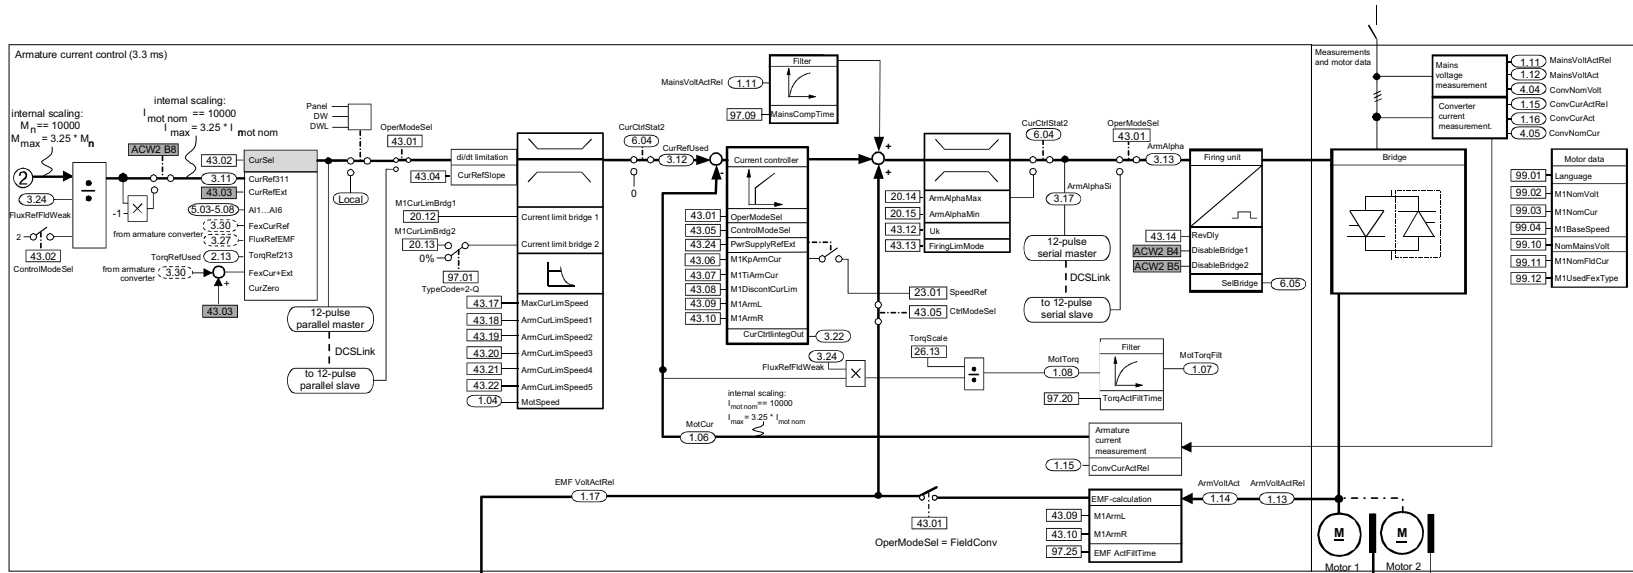 Armature current control (3.3 ms)
internal scaling:
Mn== 10000
Mmax = 3.25 * Mn
internal scaling:
I mot nom == 10000
I max = 3.25 * I mot nom
2
3.24
FluxRefFldWeak
2
43.02
ControlModeSel
÷
ACW2 B8
-1
×
43.02
CurSel
3.11
CurRef311
43.03
CurRefExt
5.03-5.08
AI1...AI6
3.30
FexCurRef
from armature converter
3.27
FluxRefEMF
TorqRefUsed
2.13
TorqRef213
from armature
converter
3.30
FexCur+Ext
CurZero
+
43.03
Panel
DW
DWL
Local
OperModeSel
43.01
12-pulse
parallel master
DCSLink
to 12-pulse
parallel slave
di/dt limitation
43.04
CurRefSlope
M1CurLimBrdg1
20.12
Current limit bridge 1
M1CurLimBrdg2
20.13
Current limit bridge 2
0%
97.01
TypeCode=2-Q
43.17
MaxCurLimSpeed
43.18
ArmCurLimSpeed1
43.19
ArmCurLimSpeed2
43.20
ArmCurLimSpeed3
43.21
ArmCurLimSpeed4
43.22
ArmCurLimSpeed5
1.04
MotSpeed
CurCtrlStat2
6.04
0
CurRefUsed
3.12
-
MainsVoltActRel
1.11
Filter
97.09
MainsCompTime
Current controller
43.01
OperModeSel
43.05
ControlModeSel
43.24
PwrSupplyRefExt
43.06
M1KpArmCur
43.07
M1TiArmCur
43.08
M1DiscontCurLim
43.09
M1ArmL
43.10
M1ArmR
CurCtrlIntegOut
3.22
+
+
23.01
SpeedRef
43.05
CtrlModeSel
20.14
ArmAlphaMax
20.15
ArmAlphaMin
43.12
Uk
43.13
FiringLimMode
CurCtrlStat2
6.04
ArmAlphaSi
3.17
12-pulse
serial master
DCSLink
to 12-pulse
serial slave
OperModeSel
43.01
ArmAlpha
3.13
Firing unit
43.14
RevDly
ACW2 B4
DisableBridge1
ACW2 B5
DisableBridge2
SelBridge
6.05
3.24
FluxRefFldWeak
×
TorqScale
26.13
÷
MotTorq
1.08
Filter
97.20
TorqActFiltTime
MotTorqFilt
1.07
internal scaling:
I mot nom== 10000
I max = 3.25 * I mot nom
MotCur
1.06
Armature
current
measurement
1.15
ConvCurActRel
EMF VoltActRel
1.17
43.01
OperModeSel = FieldConv
EMF-calculation
43.09
M1ArmL
43.10
M1ArmR
97.25
EMF ActFiltTime
ArmVoltAct
1.14
ArmVoltActRel
1.13
Measurements
and motor data
Mains
voltage
measurement
1.11
MainsVoltActRel
1.12
MainsVoltAct
4.04
ConvNomVolt
Converter
current
measurement.
1.15
ConvCurActRel
1.16
ConvCurAct
4.05
ConvNomCur
Bridge
Motor data
99.01
Language
99.02
M1NomVolt
99.03
M1NomCur
99.04
M1BaseSpeed
99.10
NomMainsVolt
99.11
M1NomFldCur
99.12
M1UsedFexType
M
M
Motor 1
Motor 2